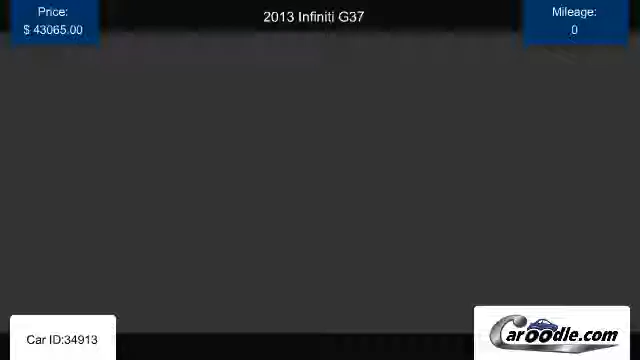 Price:
$ 43065.00
2013 Infiniti G37
Mileage:
0
Car ID:34913
Caroodle.com